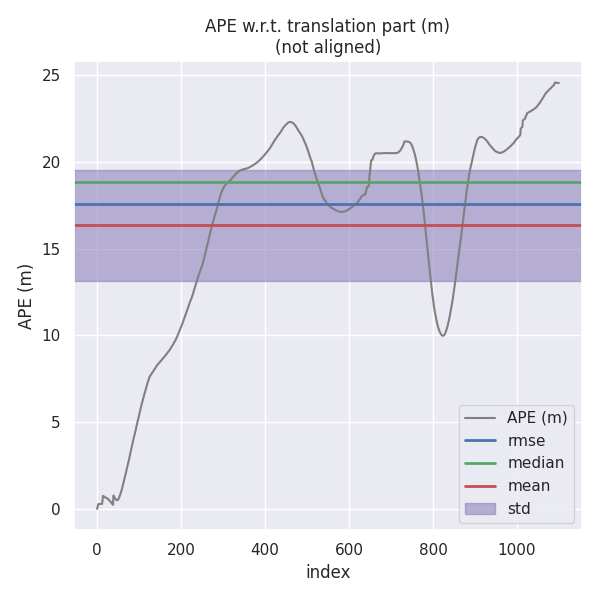 APE w.r.t. translation part (m)
(not aligned)
25
20
15
10
5
0
APE (m)
0 200 400 600 800 1000
index
APE (m)
rmse
median
mean
std